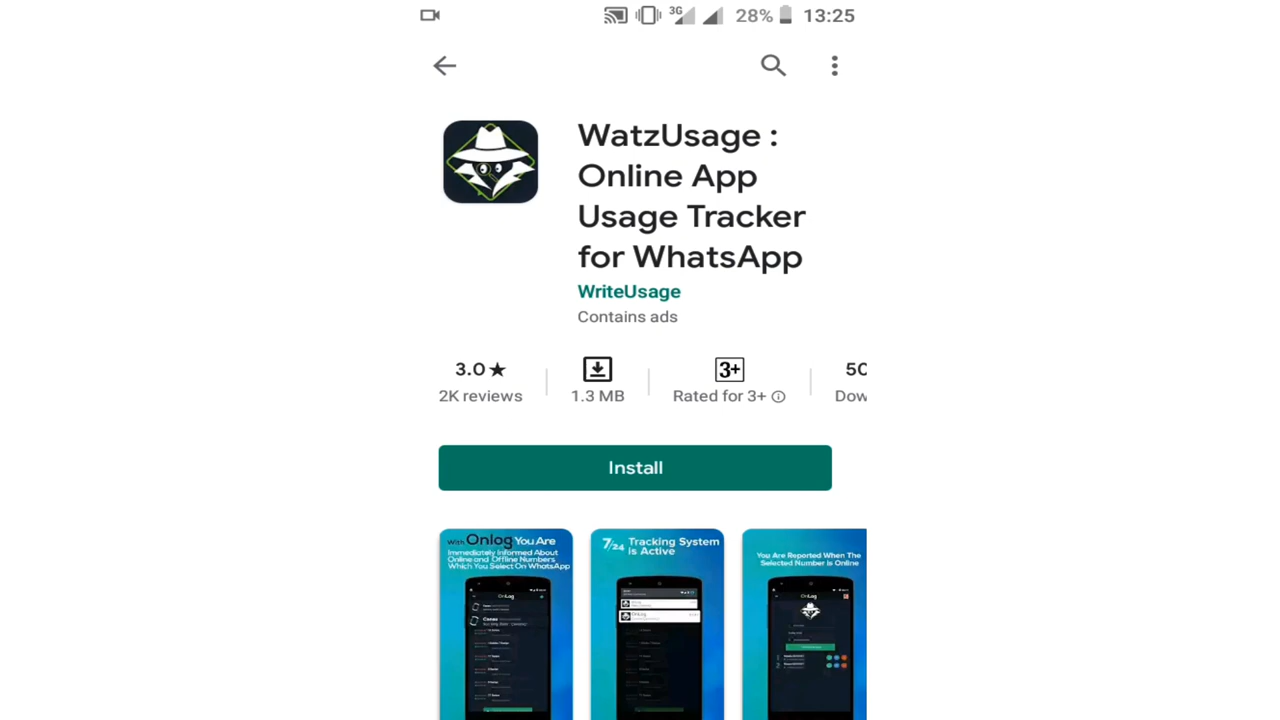 3G 28% 13:25
WatzUsage :
Online App
Usage Tracker
for WhatsApp
WriteUsage
Contains ads
3.0★ 3+ 50
2K reviews 1.3 MB Rated for 3+ Dow
Install
With Onlog You Are
Immediately Informed About
Online and Offline Numbers
Which You Select On WhatsApp
7/24 Tracking System
is Active
You Are Reported When The
Selected Number is Online
OnLog
OnLog